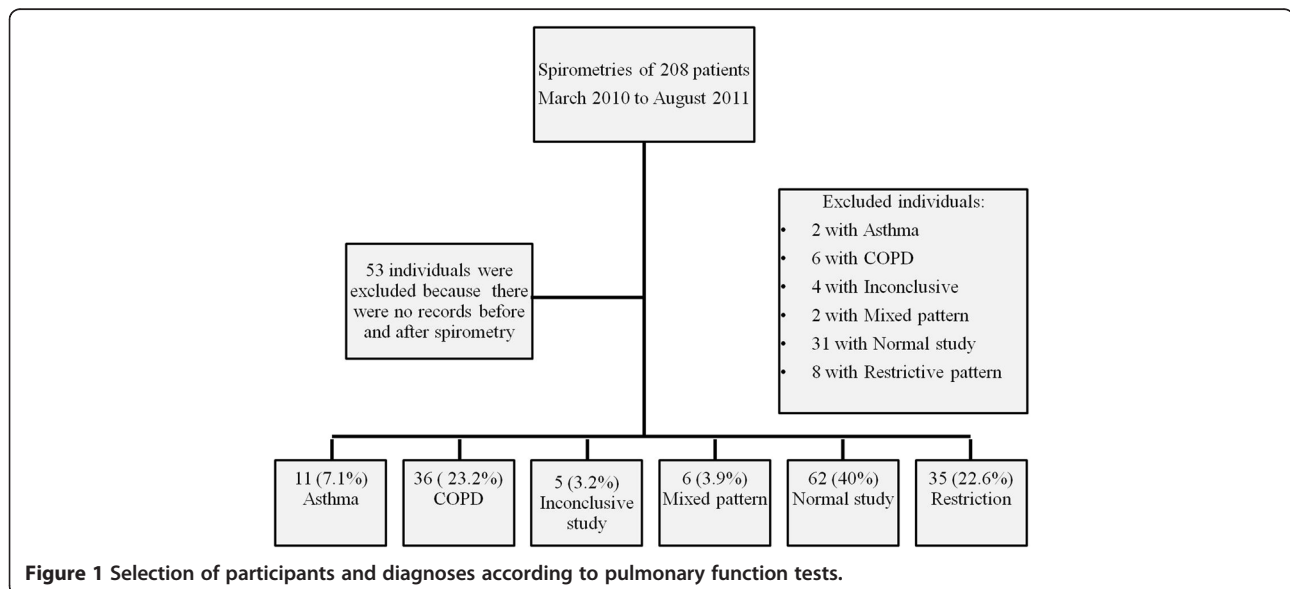 Spirometries of 208 patients
March 2010 to August 2011
53 individuals were
excluded because there
were no records before
and after spirometry
Excluded individuals:
• 2 with Asthma
• 6 with COPD
• 4 with Inconclusive
• 2 with Mixed pattern
• 31 with Normal study
• 8 with Restrictive pattern
11 (7.1%)
Asthma
36 ( 23.2%)
COPD
5 (3.2%)
Inconclusive
study
6 (3.9%)
Mixed pattern
62 (40%)
Normal study
35 (22.6%)
Restriction
Figure 1 Selection of participants and diagnoses according to pulmonary function tests.